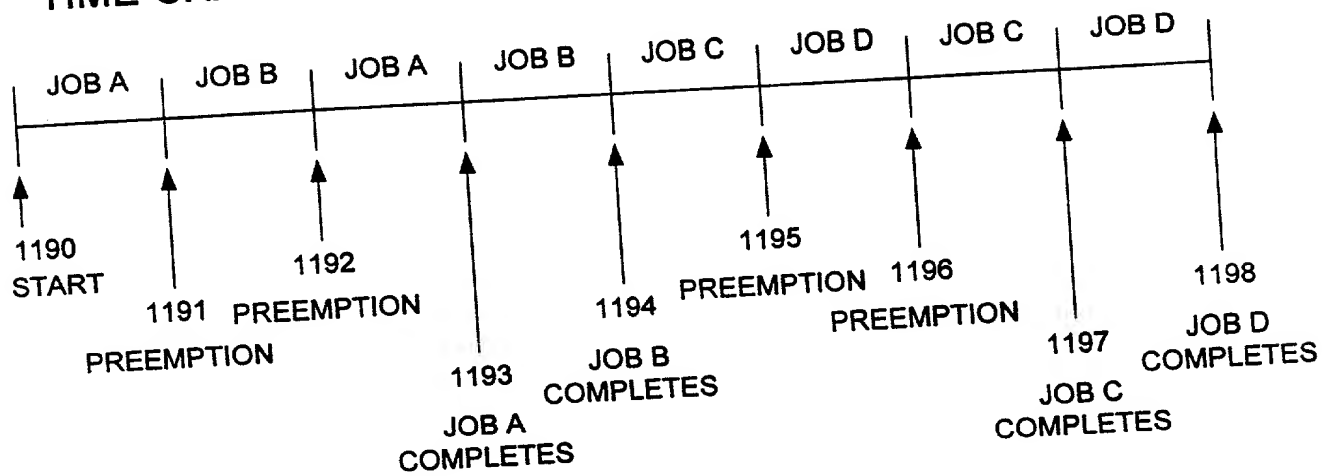 JOB A
JOB B
JOB A
JOB B
JOB C
JOB D
JOB C
JOB D
1190
START
1191
PREEMPTION
1192
PREEMPTION
1193
JOB A
COMPLETES
1194
JOB B
COMPLETES
1195
PREEMPTION
1196
PREEMPTION
1197
JOB C
COMPLETES
1198
JOB D
COMPLETES